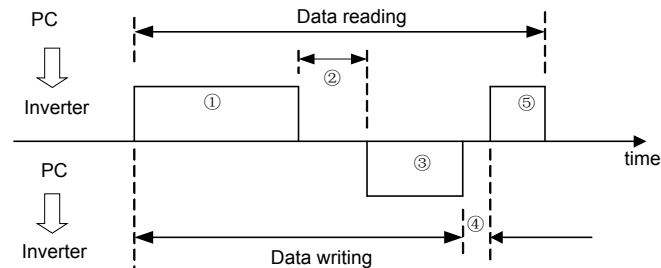 PC
Data reading
②
①
⑤
Inverter
time
PC
③
④
Inverter
Data writing